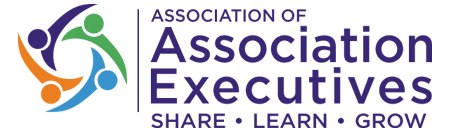 ASSOCIATION OF
Association
Executives
SHARE • LEARN • GROW